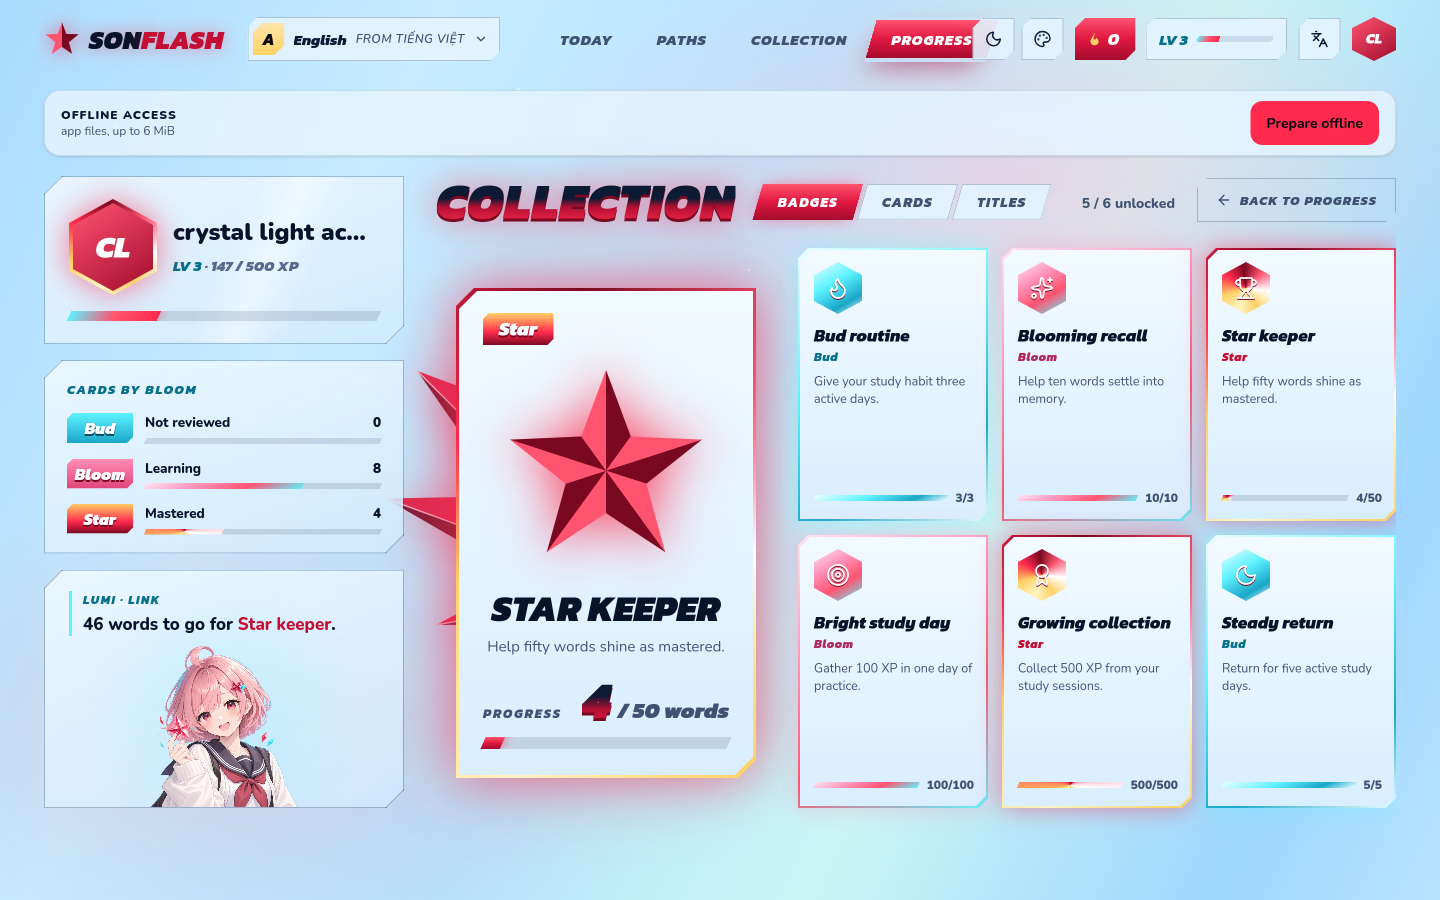 SONFLASH
A English FROM TIẾNG VIỆT
TODAY
PATHS
COLLECTION
PROGRESS
0
LV 3
CL
OFFLINE ACCESS
app files, up to 6 MiB
Prepare offline
CL
crystal light ac...
LV 3 · 147 / 500 XP
CARDS BY BLOOM
Bud
Not reviewed 0
Bloom
Learning 8
Star
Mastered 4
LUMI · LINK
46 words to go for Star keeper.
COLLECTION
BADGES
CARDS
TITLES
5 / 6 unlocked
BACK TO PROGRESS
Star
STAR KEEPER
Help fifty words shine as mastered.
PROGRESS 4 / 50 words
Bud routine
Bud
Give your study habit three
active days.
3/3
Blooming recall
Bloom
Help ten words settle into
memory.
10/10
Star keeper
Star
Help fifty words shine as
mastered.
4/50
Bright study day
Bloom
Gather 100 XP in one day of
practice.
100/100
Growing collection
Star
Collect 500 XP from your
study sessions.
500/500
Steady return
Bud
Return for five active study
days.
5/5